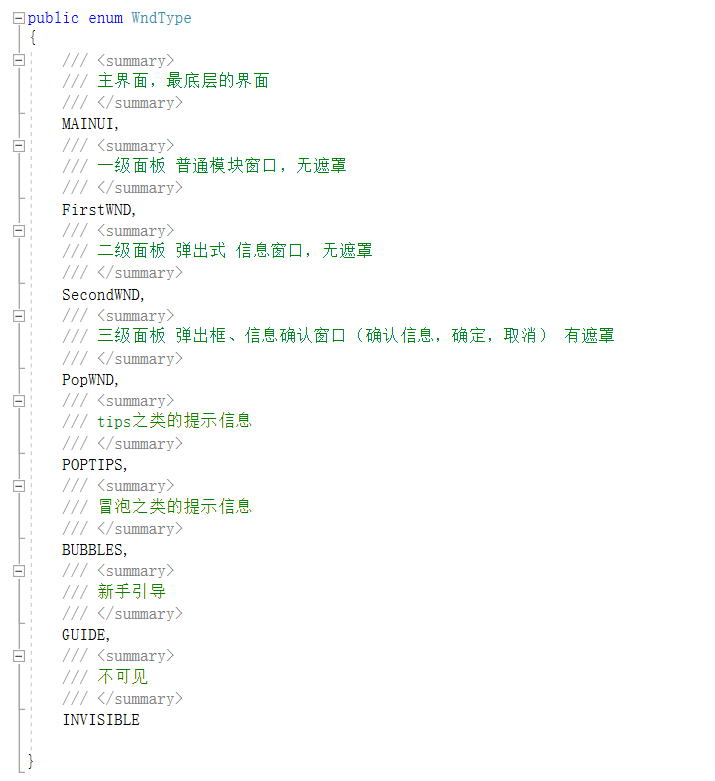 public enum WndType
{
/// <summary>
/// 主界面，最底层的界面
/// </summary>
MAINUI,
/// <summary>
/// 一级面板 普通模块窗口，无遮罩
/// </summary>
FirstWND,
/// <summary>
/// 二级面板 弹出式 信息窗口，无遮罩
/// </summary>
SecondWND,
/// <summary>
/// 三级面板 弹出框、信息确认窗口（确认信息，确定，取消） 有遮罩
/// </summary>
PopWND,
/// <summary>
/// tips之类的提示信息
/// </summary>
POPTIPS,
/// <summary>
/// 冒泡之类的提示信息
/// </summary>
BUBBLES,
/// <summary>
/// 新手引导
/// </summary>
GUIDE,
/// <summary>
/// 不可见
/// </summary>
INVISIBLE
}